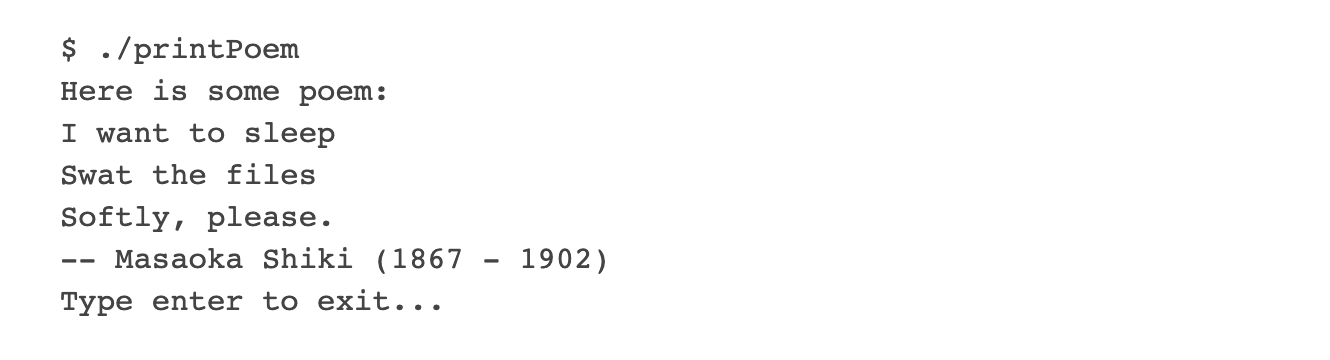 $ ./printPoem
Here is some poem:
I want to sleep
Swat the files
Softly, please.
-- Masaoka Shiki (1867 - 1902)
Type enter to exit...